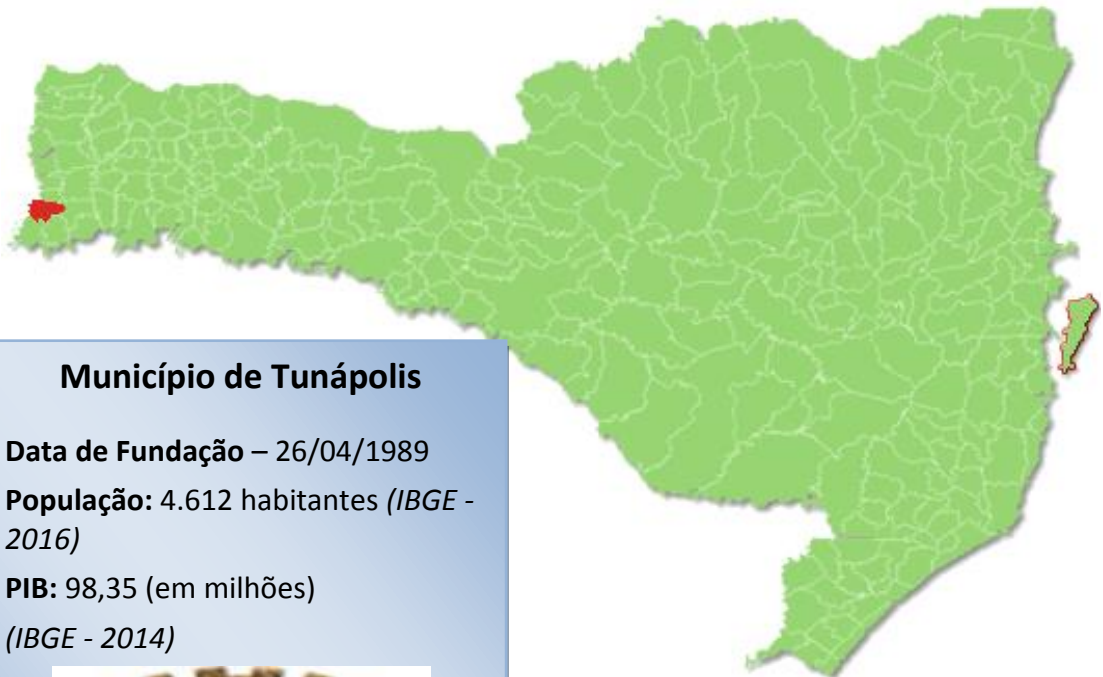 Município de Tunápolis
Data de Fundação – 26/04/1989
População: 4.612 habitantes (IBGE -
2016)
PIB: 98,35 (em milhões)
(IBGE - 2014)